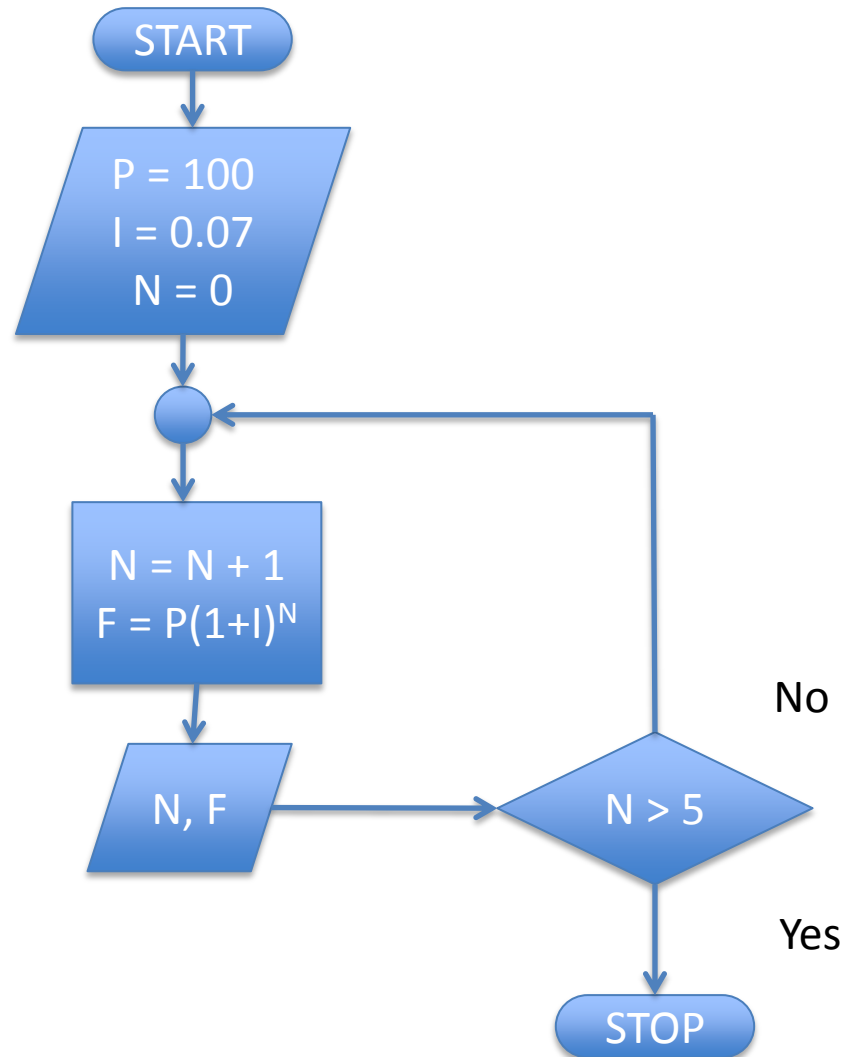 START
P = 100
I = 0.07
N = 0
N = N + 1
F = P(1+I)ᴺ
No
N, F
N > 5
Yes
STOP